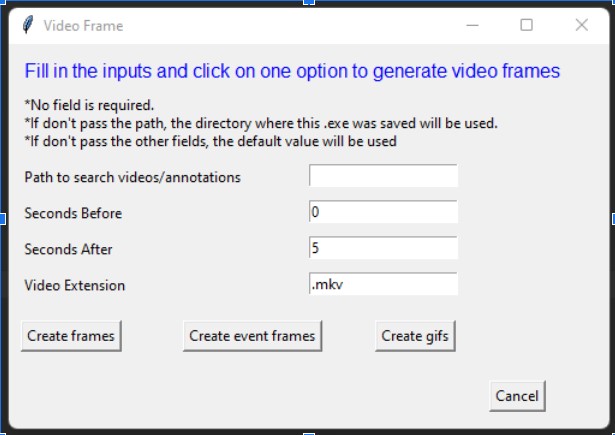 Video Frame
Fill in the inputs and click on one option to generate video frames
*No field is required.
*If don't pass the path, the directory where this .exe was saved will be used.
*If don't pass the other fields, the default value will be used
Path to search videos/annotations
Seconds Before 0
Seconds After 5
Video Extension .mkv
Create frames Create event frames Create gifs
Cancel